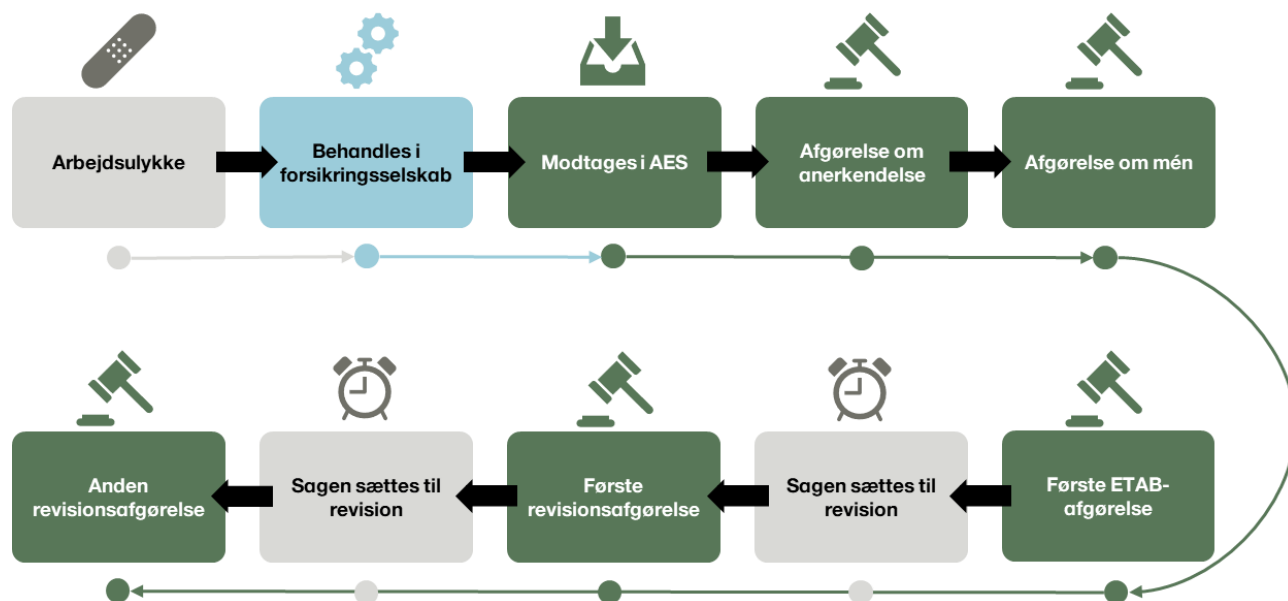 Arbejdsulykke
Behandles i
forsikringsselskab
Modtages i AES
Afgørelse om
anerkendelse
Afgørelse om mén
Første ETAB-
afgørelse
Sagen sættes til
revision
Første
revisionsafgørelse
Sagen sættes til
revision
Anden
revisionsafgørelse